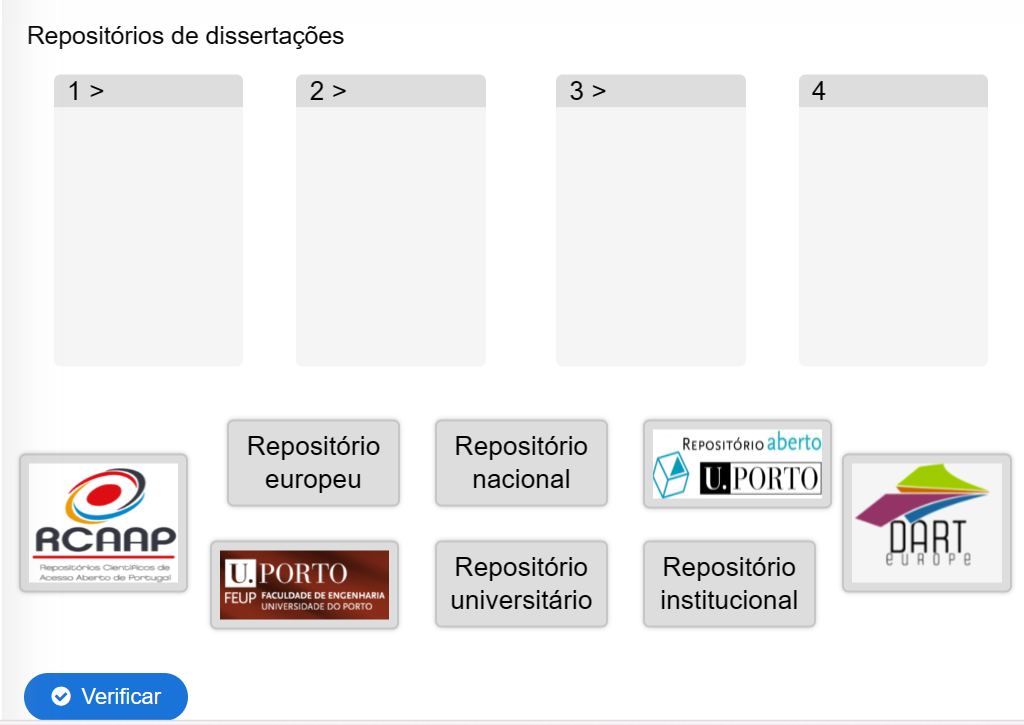 Repositórios de dissertações
1 >
2 >
3 >
4
Repositório
europeu
Repositório
nacional
REPOSITÓRIO aberto
U. PORTO
RCAAP
Repositórios Científicos de
Acesso Aberto de Portugal
DART
EUROPE
U. PORTO
FEUP FACULDADE DE ENGENHARIA
UNIVERSIDADE DO PORTO
Repositório
universitário
Repositório
institucional
Verificar